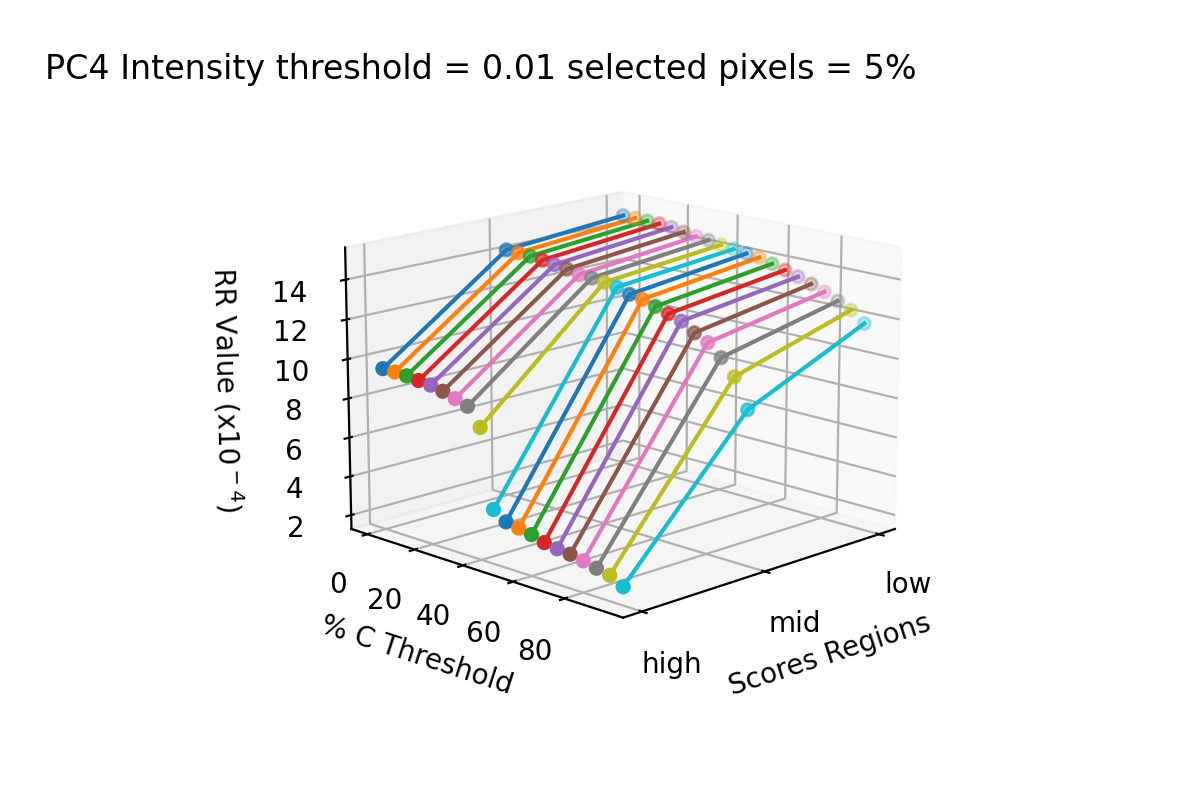 PC4 Intensity threshold = 0.01 selected pixels = 5%
RR Value (x10⁻⁴)
14
12
10
8
6
4
2
0
20
40
60
80
% C Threshold
high
mid
low
Scores Regions